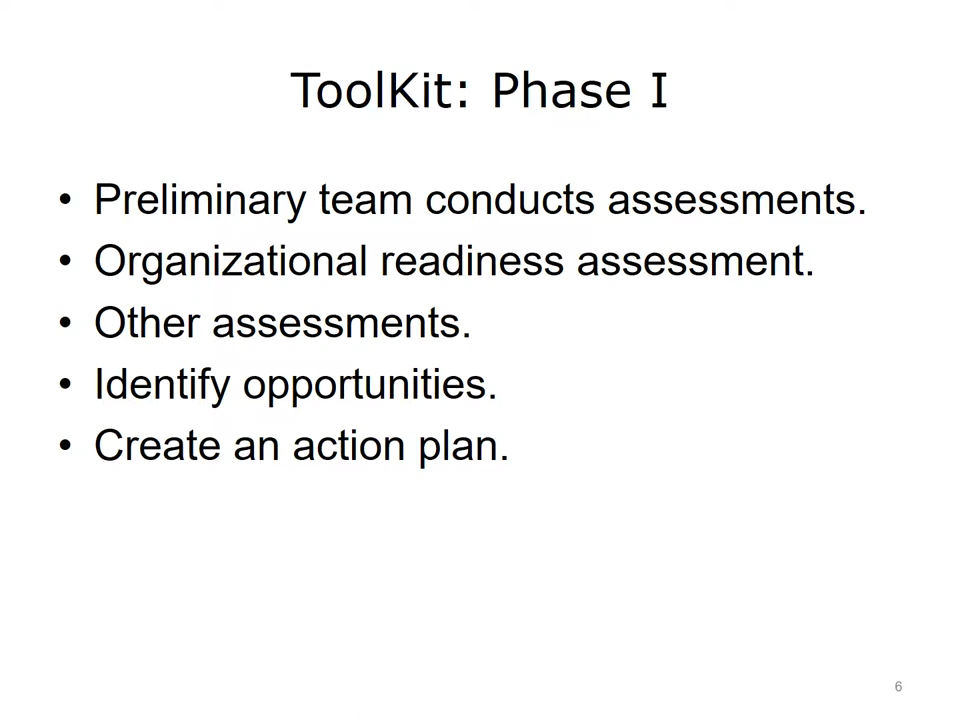 ToolKit: Phase I
• Preliminary team conducts assessments.
• Organizational readiness assessment.
• Other assessments.
• Identify opportunities.
• Create an action plan.
6